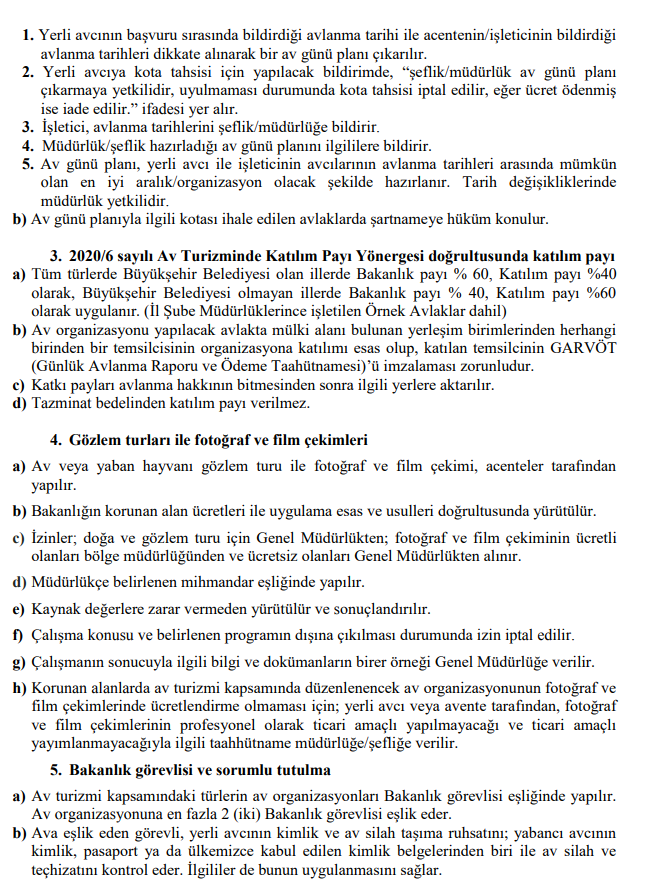 1. Yerli avcının başvuru sırasında bildirdiği avlanma tarihi ile acentenin/işleticinin bildirdiği
avlanma tarihleri dikkate alınarak bir av günü planı çıkarılır.
2. Yerli avcıya kota tahsisi için yapılacak bildirimde, “şeflik/müdürlük av günü planı
çıkarmaya yetkilidir, uyulmaması durumunda kota tahsisi iptal edilir, eğer ücret ödenmiş
ise iade edilir.” ifadesi yer alır.
3. İşletici, avlanma tarihlerini şeflik/müdürlüğe bildirir.
4. Müdürlük/şeflik hazırladığı av günü planını ilgililere bildirir.
5. Av günü planı, yerli avcı ile işleticinin avcılarının avlanma tarihleri arasında mümkün
olan en iyi aralık/organizasyon olacak şekilde hazırlanır. Tarih değişikliklerinde
müdürlük yetkilidir.
b) Av günü planıyla ilgili kotası ihale edilen avlaklarda şartnameye hüküm konulur.
3. 2020/6 sayılı Av Turizminde Katılım Payı Yönergesi doğrultusunda katılım payı
a) Tüm türlerde Büyükşehir Belediyesi olan illerde Bakanlık payı % 60, Katılım payı %40
olarak, Büyükşehir Belediyesi olmayan illerde Bakanlık payı % 40, Katılım payı %60
olarak uygulanır. (İl Şube Müdürlüklerince işletilen Örnek Avlaklar dahil)
b) Av organizasyonu yapılacak avlakta mülki alanı bulunan yerleşim birimlerinden herhangi
birinden bir temsilcisinin organizasyona katılımı esas olup, katılan temsilcinin GARVÖT
(Günlük Avlanma Raporu ve Ödeme Taahütnamesi)’ü imzalaması zorunludur.
c) Katkı payları avlanma hakkının bitmesinden sonra ilgili yerlere aktarılır.
d) Tazminat bedelinden katılım payı verilmez.
4. Gözlem turları ile fotoğraf ve film çekimleri
a) Av veya yaban hayvanı gözlem turu ile fotoğraf ve film çekimi, acenteler tarafından
yapılır.
b) Bakanlığın korunan alan ücretleri ile uygulama esas ve usulleri doğrultusunda yürütülür.
c) İzinler; doğa ve gözlem turu için Genel Müdürlükten; fotoğraf ve film çekiminin ücretli
olanları bölge müdürlüğünden ve ücretsiz olanları Genel Müdürlükten alınır.
d) Müdürlükçe belirlenen mihmandar eşliğinde yapılır.
e) Kaynak değerlere zarar vermeden yürütülür ve sonuçlandırılır.
f) Çalışma konusu ve belirlenen programın dışına çıkılması durumunda izin iptal edilir.
g) Çalışmanın sonucuyla ilgili bilgi ve dokümanların birer örneği Genel Müdürlüğe verilir.
h) Korunan alanlarda av turizmi kapsamında düzenlenencek av organizasyonunun fotoğraf ve
film çekimlerinde ücretlendirme olmaması için; yerli avcı veya avente tarafından, fotoğraf
ve film çekimlerinin profesyonel olarak ticari amaçlı yapılmayacağı ve ticari amaçlı
yayımlanmayacağıyla ilgili taahhütname müdürlüğe/şefliğe verilir.
5. Bakanlık görevlisi ve sorumlu tutulma
a) Av turizmi kapsamındaki türlerin av organizasyonları Bakanlık görevlisi eşliğinde yapılır.
Av organizasyonuna en fazla 2 (iki) Bakanlık görevlisi eşlik eder.
b) Ava eşlik eden görevli, yerli avcının kimlik ve av silah taşıma ruhsatını; yabancı avcının
kimlik, pasaport ya da ülkemizce kabul edilen kimlik belgelerinden biri ile av silah ve
teçhizatını kontrol eder. İlgililer de bunun uygulanmasını sağlar.